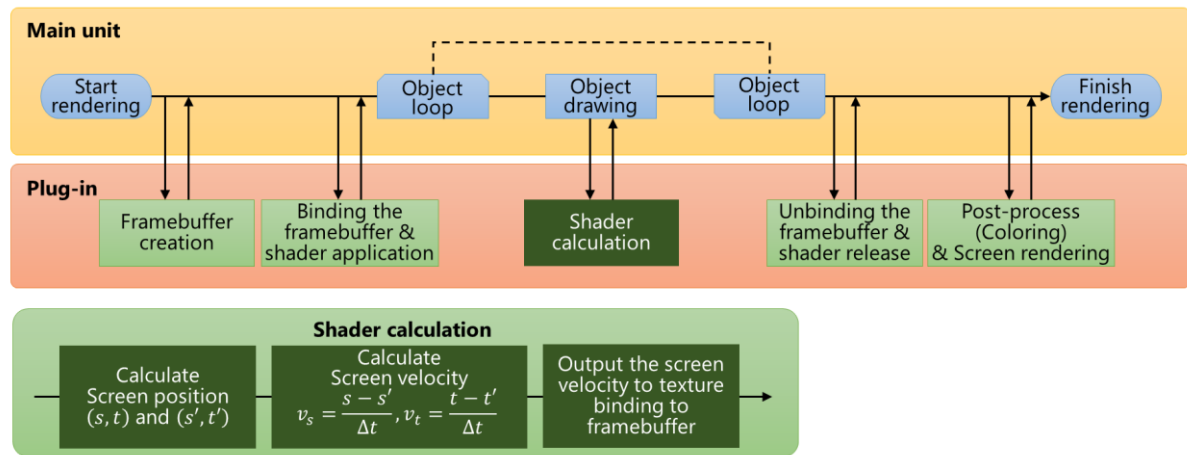 Main unit
Start
rendering
Object
loop
Object
drawing
Object
loop
Finish
rendering
Plug-in
Framebuffer
creation
Binding the
framebuffer &
shader application
Shader
calculation
Unbinding the
framebuffer &
shader release
Post-process
(Coloring)
& Screen rendering
Shader calculation
Calculate
Screen position
(s, t) and (s′, t′)
Calculate
Screen velocity
v_s = (s − s′)/Δt, v_t = (t − t′)/Δt
Output the screen
velocity to texture
binding to
framebuffer